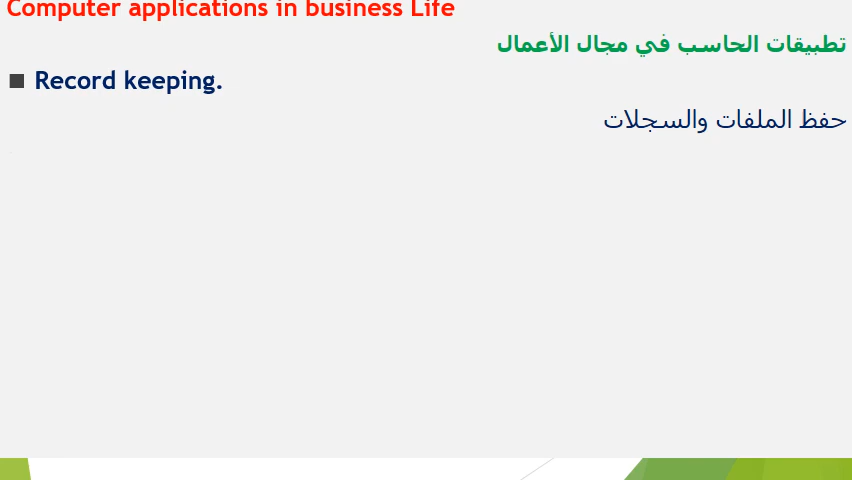 Computer applications in business Life
تطبيقات الحاسب في مجال الأعمال
■ Record keeping.
حفظ الملفات والسجلات